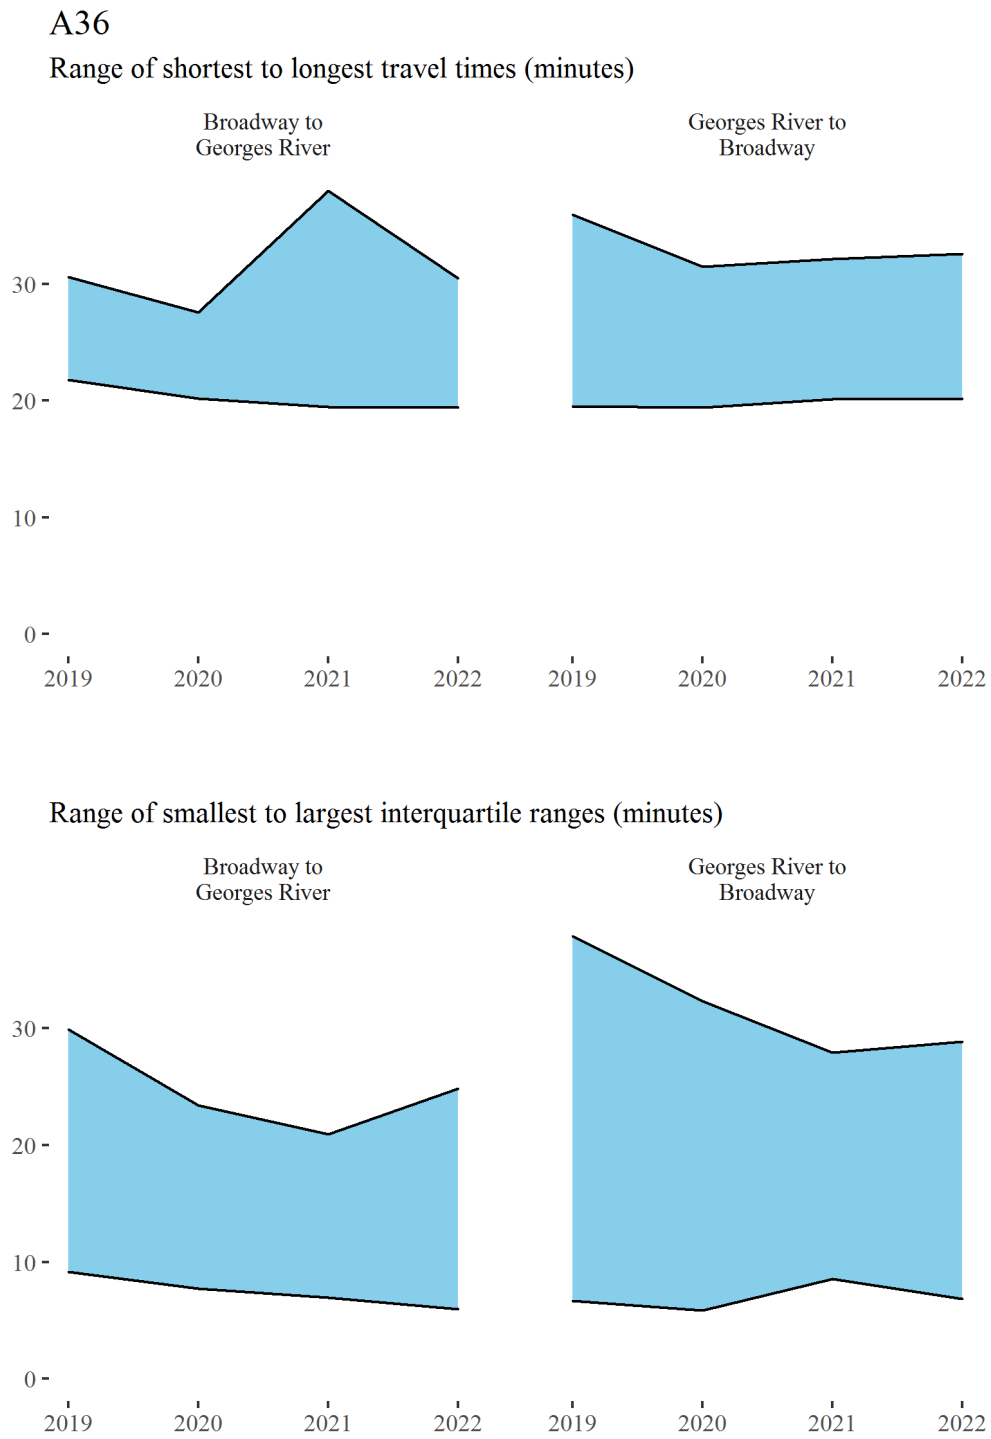 A36
Range of shortest to longest travel times (minutes)
Broadway to
Georges River
Georges River to
Broadway
30
20
10
0
2019 2020 2021 2022 2019 2020 2021 2022
Range of smallest to largest interquartile ranges (minutes)
Broadway to
Georges River
Georges River to
Broadway
30
20
10
0
2019 2020 2021 2022 2019 2020 2021 2022